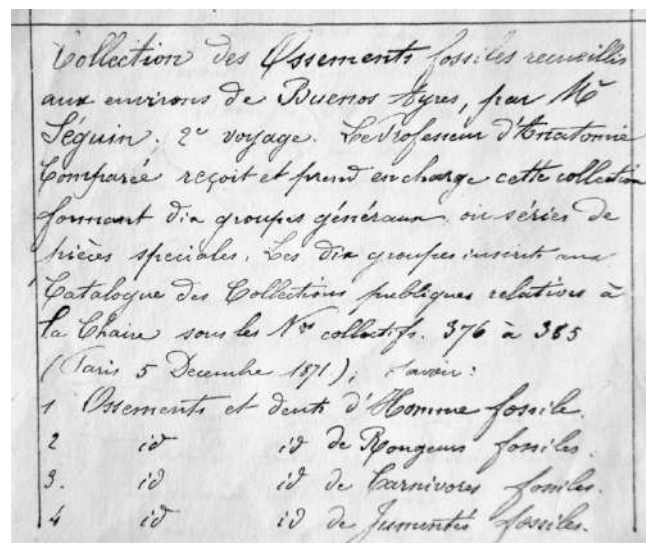 Collection des Ossements fossiles recueillis
aux environs de Buenos Ayres, par Mr
Séguin. 2e voyage. Le Professeur d'Anatomie
Comparée reçoit et prend en charge cette collection
formant dix groupes généraux ou séries de
pièces speciales. Les dix groupes inscrits aux
Catalogue des Collections publiques relatives à
la Chaire sous les Nos collectifs. 376 à 385
(Paris 5 Decembre 1871); savoir:
1 Ossements et dents d'Homme fossile.
2 id id de Rongeurs fossiles.
3. id id de Carnivores fossiles.
4 id id de Jumentés fossiles.